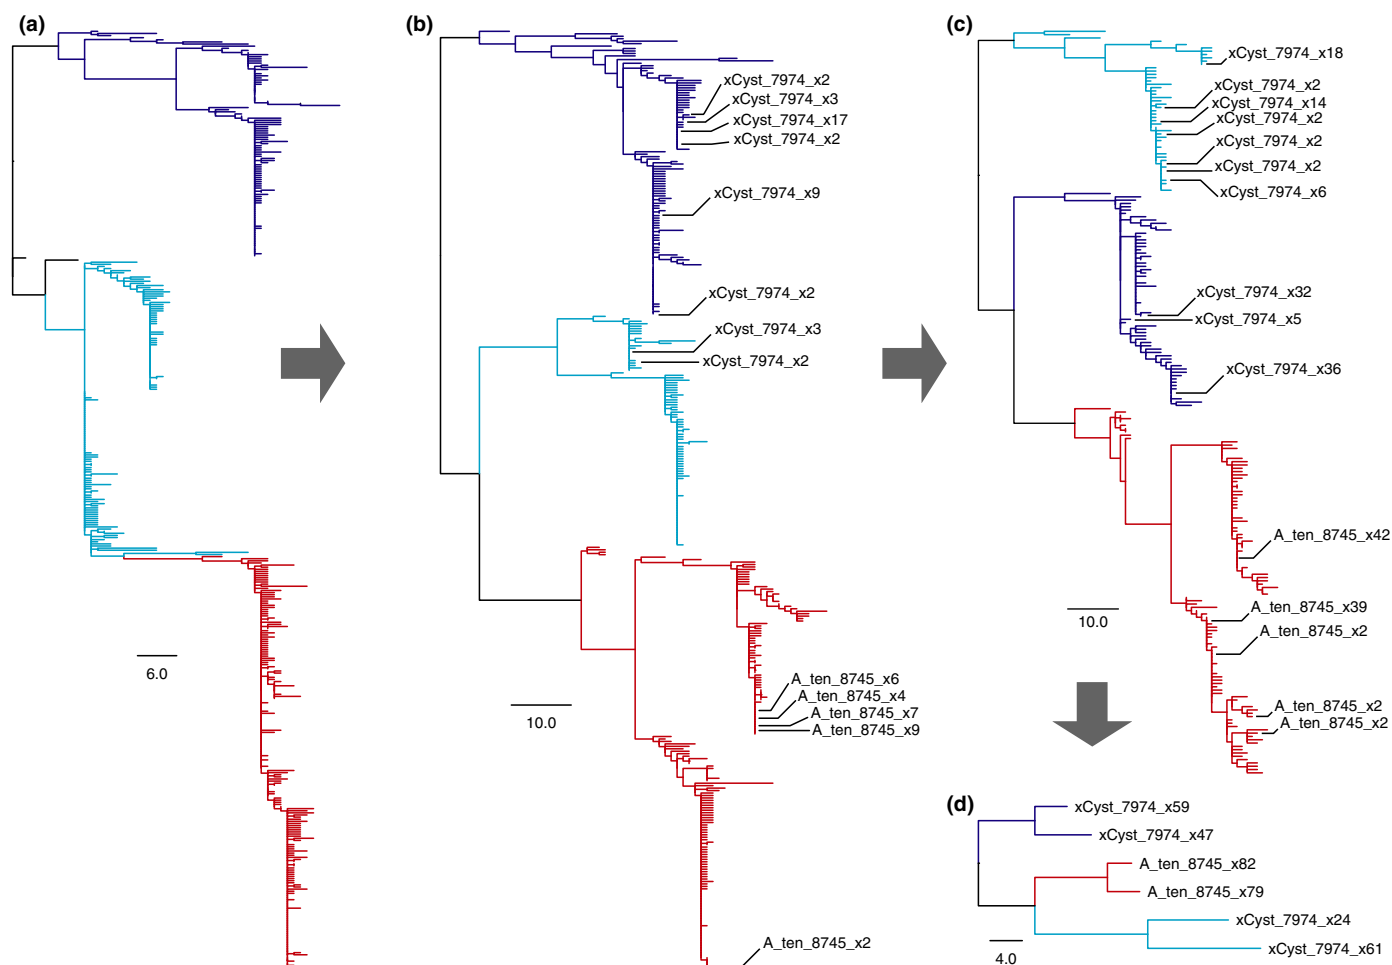 (a)
6.0
(b)
xCyst_7974_x2
xCyst_7974_x3
xCyst_7974_x17
xCyst_7974_x2
xCyst_7974_x9
xCyst_7974_x2
xCyst_7974_x3
xCyst_7974_x2
10.0
A_ten_8745_x6
A_ten_8745_x4
A_ten_8745_x7
A_ten_8745_x9
A_ten_8745_x2
(c)
xCyst_7974_x18
xCyst_7974_x2
xCyst_7974_x14
xCyst_7974_x2
xCyst_7974_x2
xCyst_7974_x2
xCyst_7974_x6
xCyst_7974_x32
xCyst_7974_x5
xCyst_7974_x36
A_ten_8745_x42
A_ten_8745_x39
10.0
A_ten_8745_x2
A_ten_8745_x2
A_ten_8745_x2
(d)
xCyst_7974_x59
xCyst_7974_x47
A_ten_8745_x82
A_ten_8745_x79
xCyst_7974_x24
xCyst_7974_x61
4.0